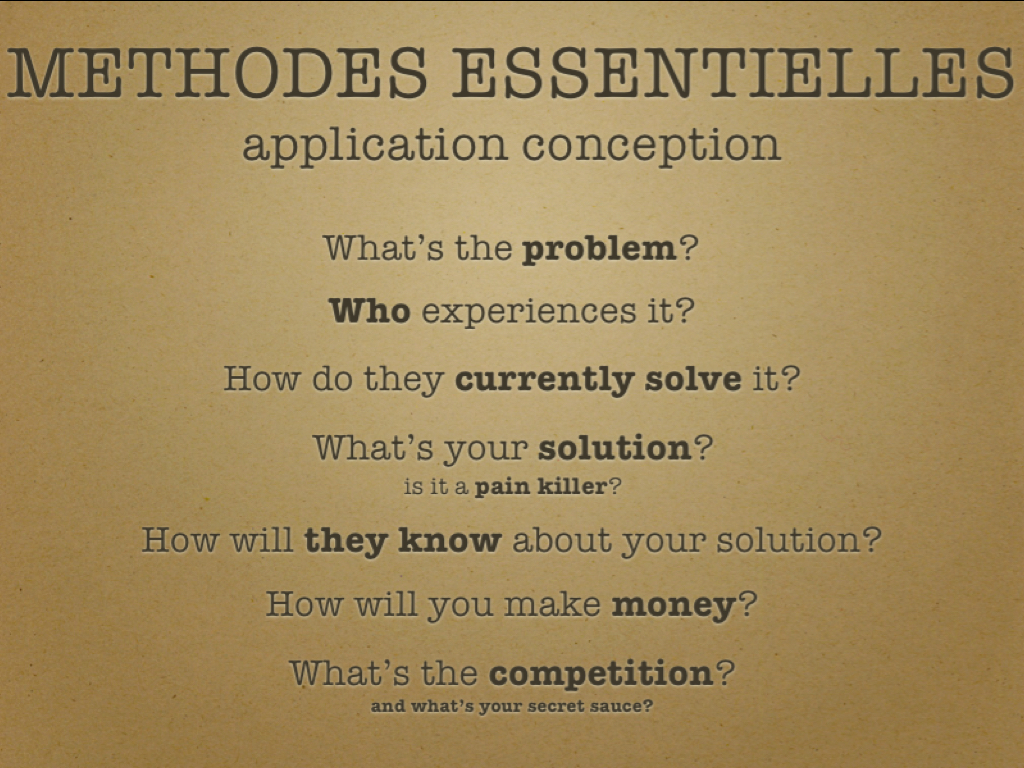 METHODES ESSENTIELLES
application conception
What's the problem?
Who experiences it?
How do they currently solve it?
What's your solution?
is it a pain killer?
How will they know about your solution?
How will you make money?
What's the competition?
and what's your secret sauce?